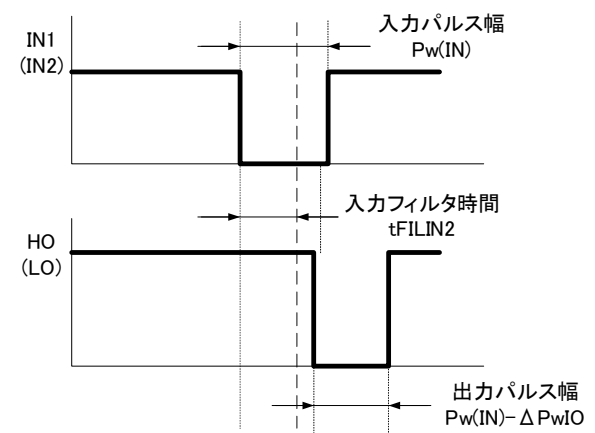 入力パルス幅
Pw(IN)
IN1
(IN2)
入力フィルタ時間
tFILIN2
HO
(LO)
出力パルス幅
Pw(IN)-ΔPwIO